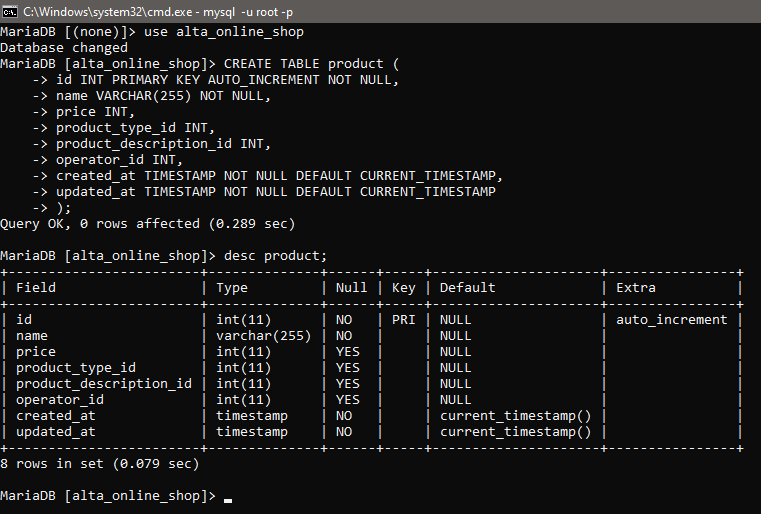 C:\Windows\system32\cmd.exe - mysql  -u root -p
MariaDB [(none)]> use alta_online_shop
Database changed
MariaDB [alta_online_shop]> CREATE TABLE product (
    -> id INT PRIMARY KEY AUTO_INCREMENT NOT NULL,
    -> name VARCHAR(255) NOT NULL,
    -> price INT,
    -> product_type_id INT,
    -> product_description_id INT,
    -> operator_id INT,
    -> created_at TIMESTAMP NOT NULL DEFAULT CURRENT_TIMESTAMP,
    -> updated_at TIMESTAMP NOT NULL DEFAULT CURRENT_TIMESTAMP
    -> );
Query OK, 0 rows affected (0.289 sec)

MariaDB [alta_online_shop]> desc product;
+------------------------+--------------+------+-----+---------------------+----------------+
| Field                  | Type         | Null | Key | Default             | Extra          |
+------------------------+--------------+------+-----+---------------------+----------------+
| id                     | int(11)      | NO   | PRI | NULL                | auto_increment |
| name                   | varchar(255) | NO   |     | NULL                |                |
| price                  | int(11)      | YES  |     | NULL                |                |
| product_type_id        | int(11)      | YES  |     | NULL                |                |
| product_description_id | int(11)      | YES  |     | NULL                |                |
| operator_id            | int(11)      | YES  |     | NULL                |                |
| created_at             | timestamp    | NO   |     | current_timestamp() |                |
| updated_at             | timestamp    | NO   |     | current_timestamp() |                |
+------------------------+--------------+------+-----+---------------------+----------------+
8 rows in set (0.079 sec)

MariaDB [alta_online_shop]> _